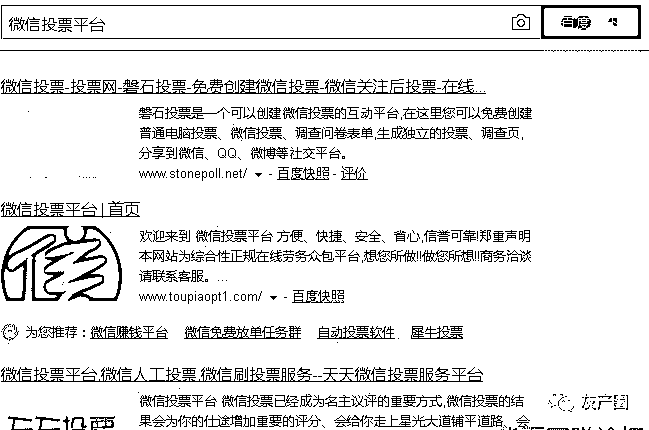 微信投票平台
微信投票-投票网-磐石投票-免费创建微信投票-微信关注后投票-在线...
磐石投票是一个可以创建微信投票的互动平台,在这里您可以免费创建
普通电脑投票、微信投票、调查问卷表单,生成独立的投票、调查页,
分享到微信、QQ、微博等社交平台。
www.stonepoll.net/ - 百度快照 - 评价
微信投票平台|首页
信
欢迎来到 微信投票平台 方便、快捷、安全、省心,信誉可靠!郑重声明
本网站为综合性正规在线劳务众包平台,想您所做!!做您所想!!商务洽谈
请联系客服。...
www.toupiaopt1.com/ - 百度快照
为您推荐：微信赚钱平台 微信免费放单任务群 自动投票软件 犀牛投票
微信投票平台,微信人工投票,微信刷投票服务--天天微信投票服务平台
微信投票平台 微信投票已经成为名主议评的重要方式,微信投票的结
果会为你的仕途增加重要的评分、会给你走上星光大道铺平道路、会
灰产圈